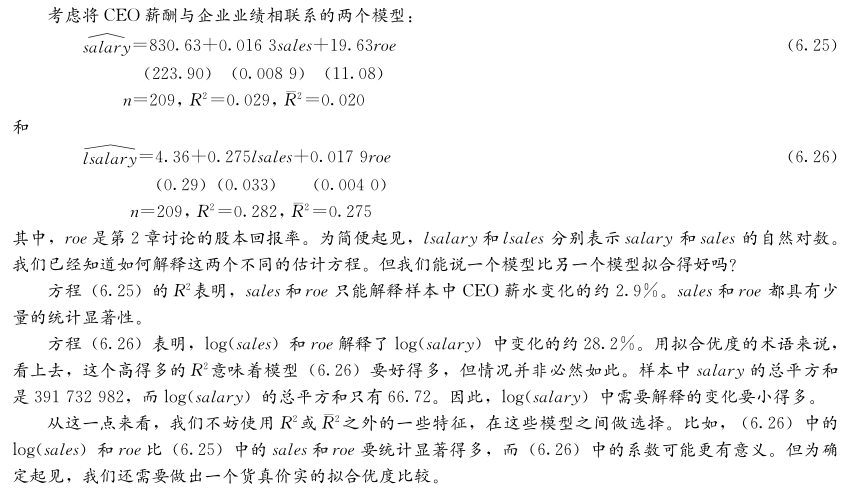 考虑将 CEO 薪酬与企业业绩相联系的两个模型：
salary^=830.63+0.016 3sales+19.63roe (6.25)
(223.90) (0.008 9) (11.08)
n=209, R²=0.029, R̄²=0.020
和
lsalary^=4.36+0.275lsales+0.017 9roe (6.26)
(0.29)(0.033) (0.004 0)
n=209, R²=0.282, R̄²=0.275
其中，roe 是第 2 章讨论的股本回报率。为简便起见，lsalary 和 lsales 分别表示 salary 和 sales 的自然对数。
我们已经知道如何解释这两个不同的估计方程。但我们能说一个模型比另一个模型拟合得好吗？
方程（6.25）的 R²表明，sales 和 roe 只能解释样本中 CEO 薪水变化的约 2.9%。sales 和 roe 都具有少
量的统计显著性。
方程（6.26）表明，log(sales) 和 roe 解释了 log(salary) 中变化的约 28.2%。用拟合优度的术语来说，
看上去，这个高得多的 R²意味着模型（6.26）要好得多，但情况并非必然如此。样本中 salary 的总平方和
是 391 732 982，而 log(salary) 的总平方和只有 66.72。因此，log(salary) 中需要解释的变化要小得多。
从这一点来看，我们不妨使用 R²或 R̄²之外的一些特征，在这些模型之间做选择。比如，（6.26）中的
log(sales) 和 roe 比（6.25）中的 sales 和 roe 要统计显著得多，而（6.26）中的系数可能更有意义。但为确
定起见，我们还需要做出一个货真价实的拟合优度比较。